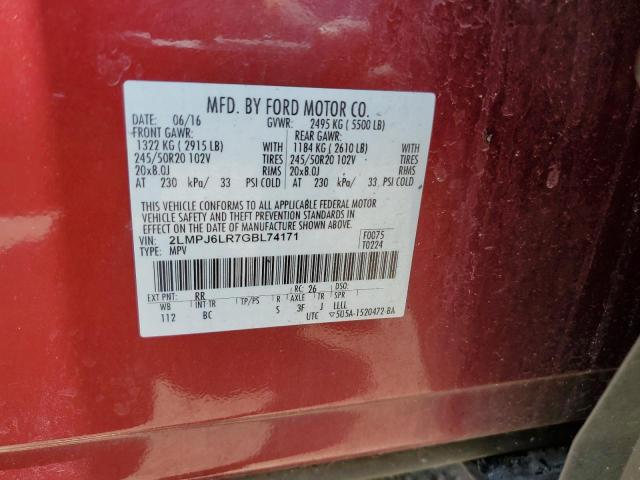 MFD. BY FORD MOTOR CO.
DATE: 06/16 GVWR: 2495 KG ( 5500 LB)
FRONT GAWR: REAR GAWR:
1322 KG ( 2915 LB) WITH 1184 KG ( 2610 LB) WITH
245/50R20 102V TIRES 245/50R20 102V TIRES
20x8.0J RIMS 20x8.0J RIMS
AT 230 kPa/ 33 PSI COLD AT 230 kPa/ 33 PSI COLD
THIS VEHICLE CONFORMS TO ALL APPLICABLE FEDERAL MOTOR
VEHICLE SAFETY AND THEFT PREVENTION STANDARDS IN
EFFECT ON THE DATE OF MANUFACTURE SHOWN ABOVE.
VIN: 2LMPJ6LR7GBL74171 F0075
TYPE: MPV T0224
EXT PNT: RR RC: 26 DSO:
WB INT TR TP/PS R AXLE TR SPR
112 BC S 3F J LLLL
UTC ▽5U5A-1520472-BA